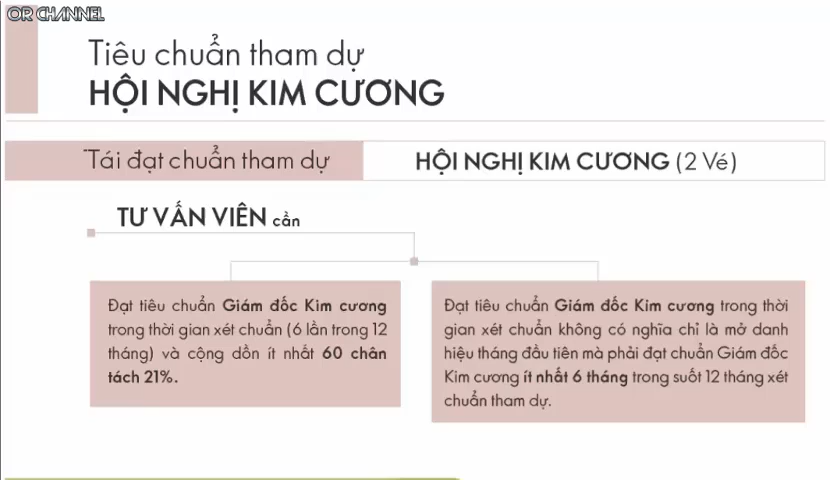 OR CHANNEL
Tiêu chuẩn tham dự
HỘI NGHỊ KIM CƯƠNG
Tái đạt chuẩn tham dự
HỘI NGHỊ KIM CƯƠNG (2 Vé)
TƯ VẤN VIÊN cần
Đạt tiêu chuẩn Giám đốc Kim cương
trong thời gian xét chuẩn (6 lần trong 12
tháng) và cộng dồn ít nhất 60 chân
tách 21%.
Đạt tiêu chuẩn Giám đốc Kim cương trong thời
gian xét chuẩn không có nghĩa chỉ là mở danh
hiệu tháng đầu tiên mà phải đạt chuẩn Giám đốc
Kim cương ít nhất 6 tháng trong suốt 12 tháng xét
chuẩn tham dự.